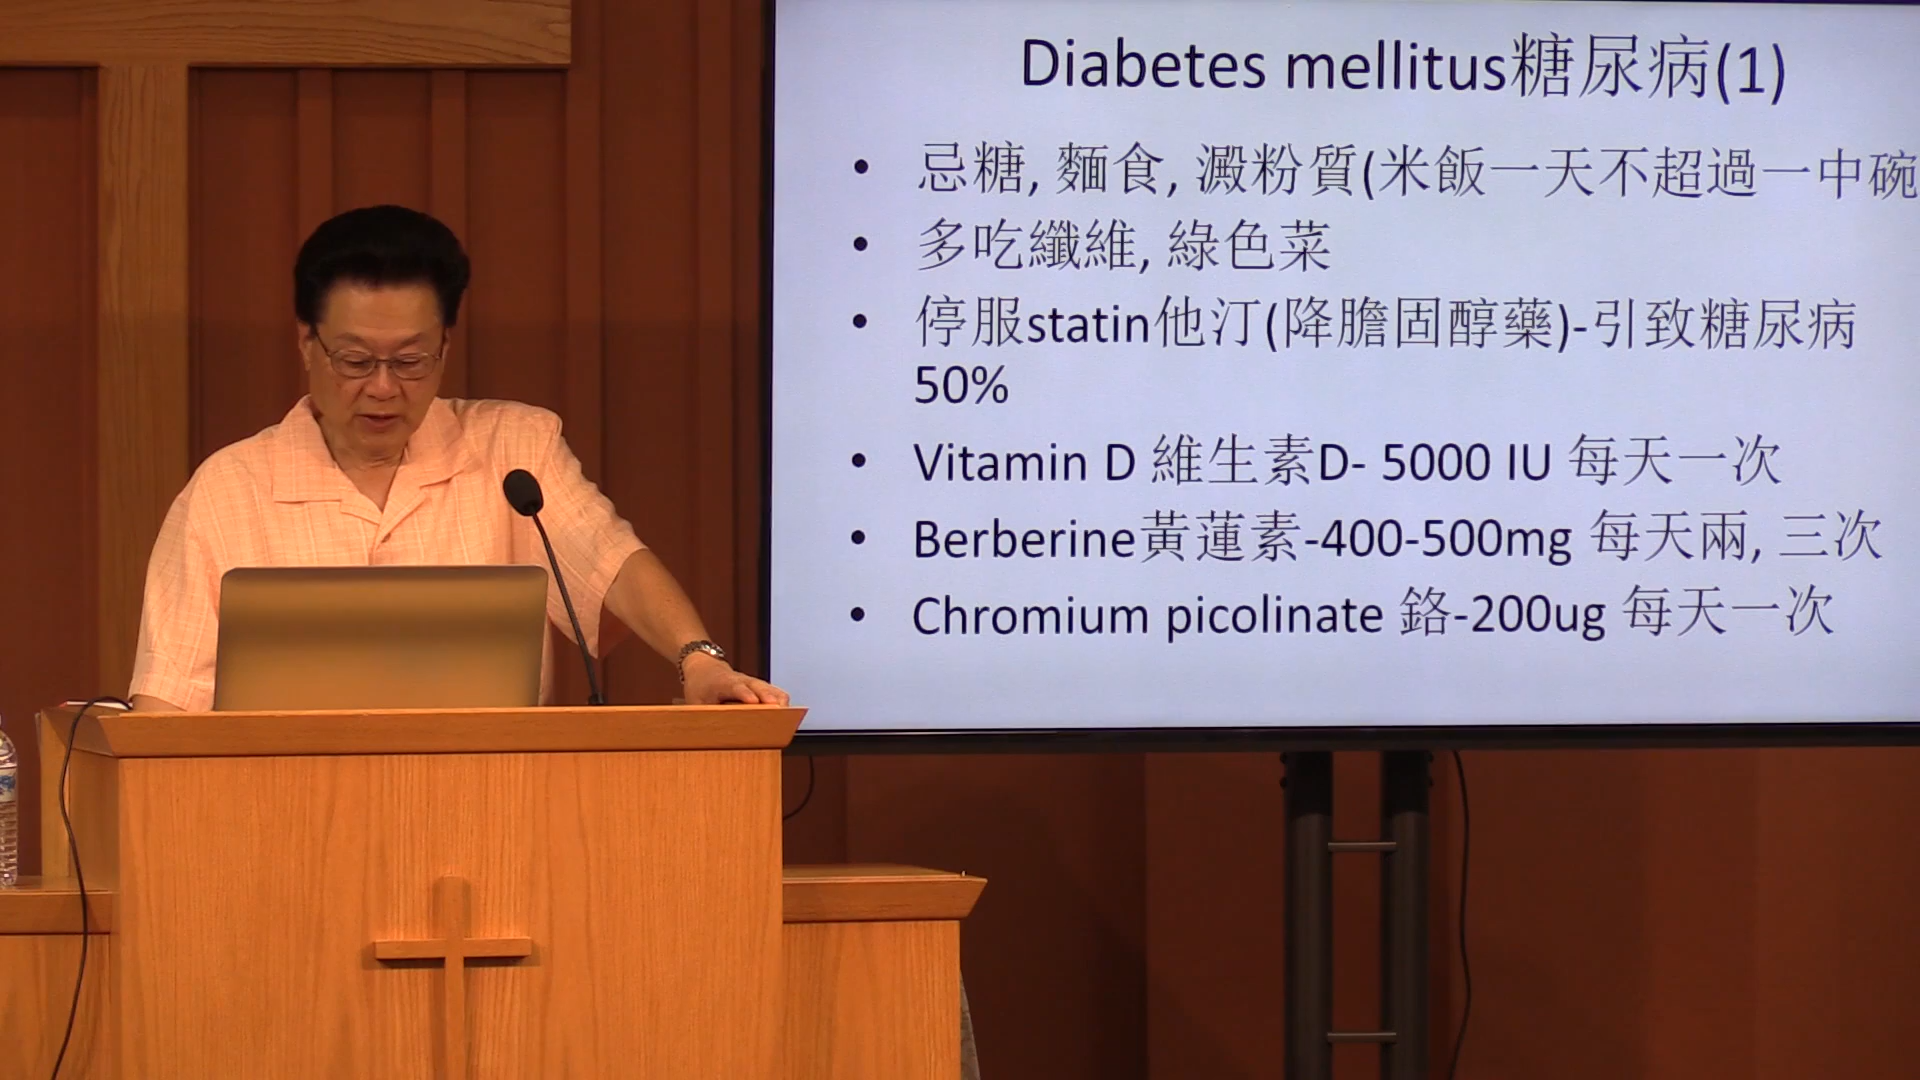 Diabetes mellitus糖尿病(1)
• 忌糖, 麵食, 澱粉質(米飯一天不超過一中碗
• 多吃纖維, 綠色菜
• 停服statin他汀(降膽固醇藥)-引致糖尿病
50%
• Vitamin D 維生素D- 5000 IU 每天一次
• Berberine黃蓮素-400-500mg 每天兩, 三次
• Chromium picolinate 鉻-200ug 每天一次